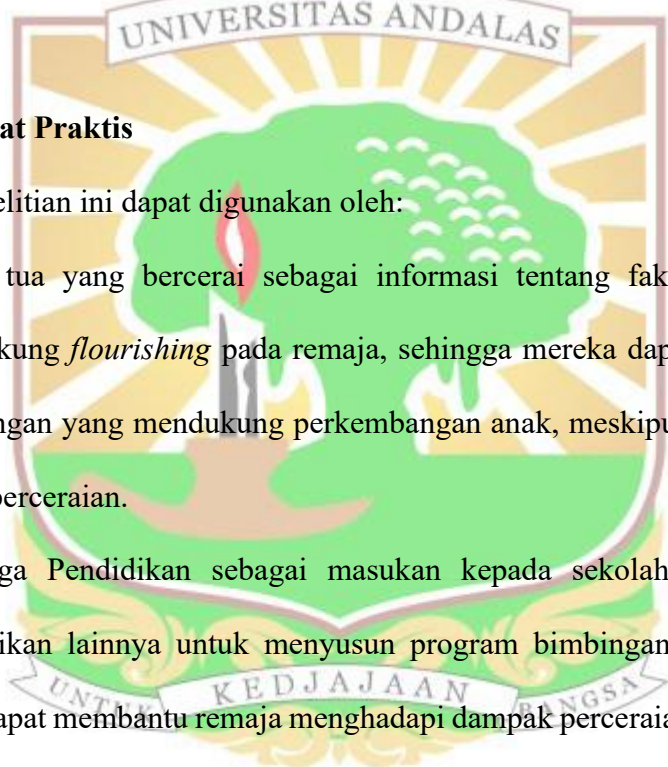 UNIVERSITAS ANDALAS
at Praktis
elitian ini dapat digunakan oleh:
tua yang bercerai sebagai informasi tentang fak
kung flourishing pada remaja, sehingga mereka dap
ngan yang mendukung perkembangan anak, meskipu
perceraian.
ga Pendidikan sebagai masukan kepada sekolah
ikan lainnya untuk menyusun program bimbingan
UNTUK KEDJAJAAN BANGSA
apat membantu remaja menghadapi dampak perceraia